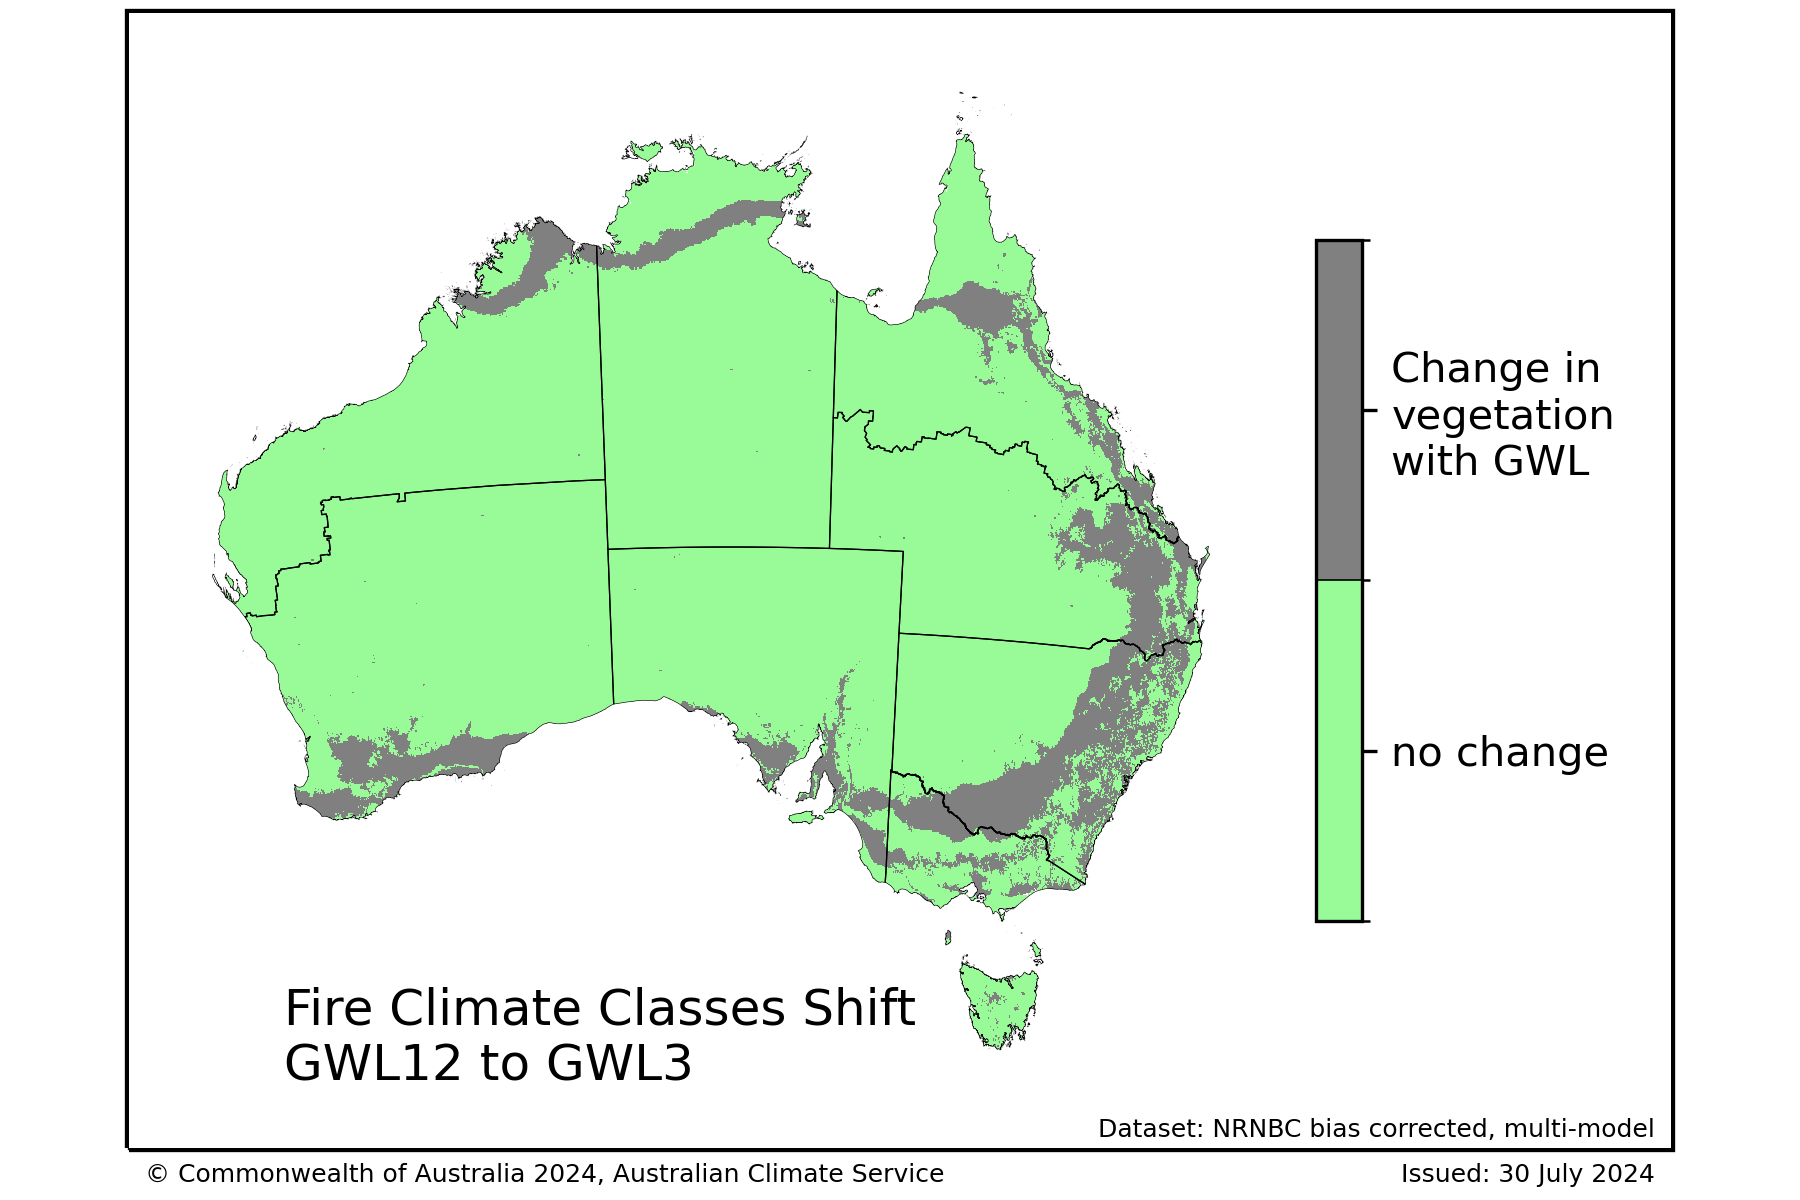 Change in
vegetation
with GWL
no change
Fire Climate Classes Shift
GWL12 to GWL3
Dataset: NRNBC bias corrected, multi-model
© Commonwealth of Australia 2024, Australian Climate Service
Issued: 30 July 2024